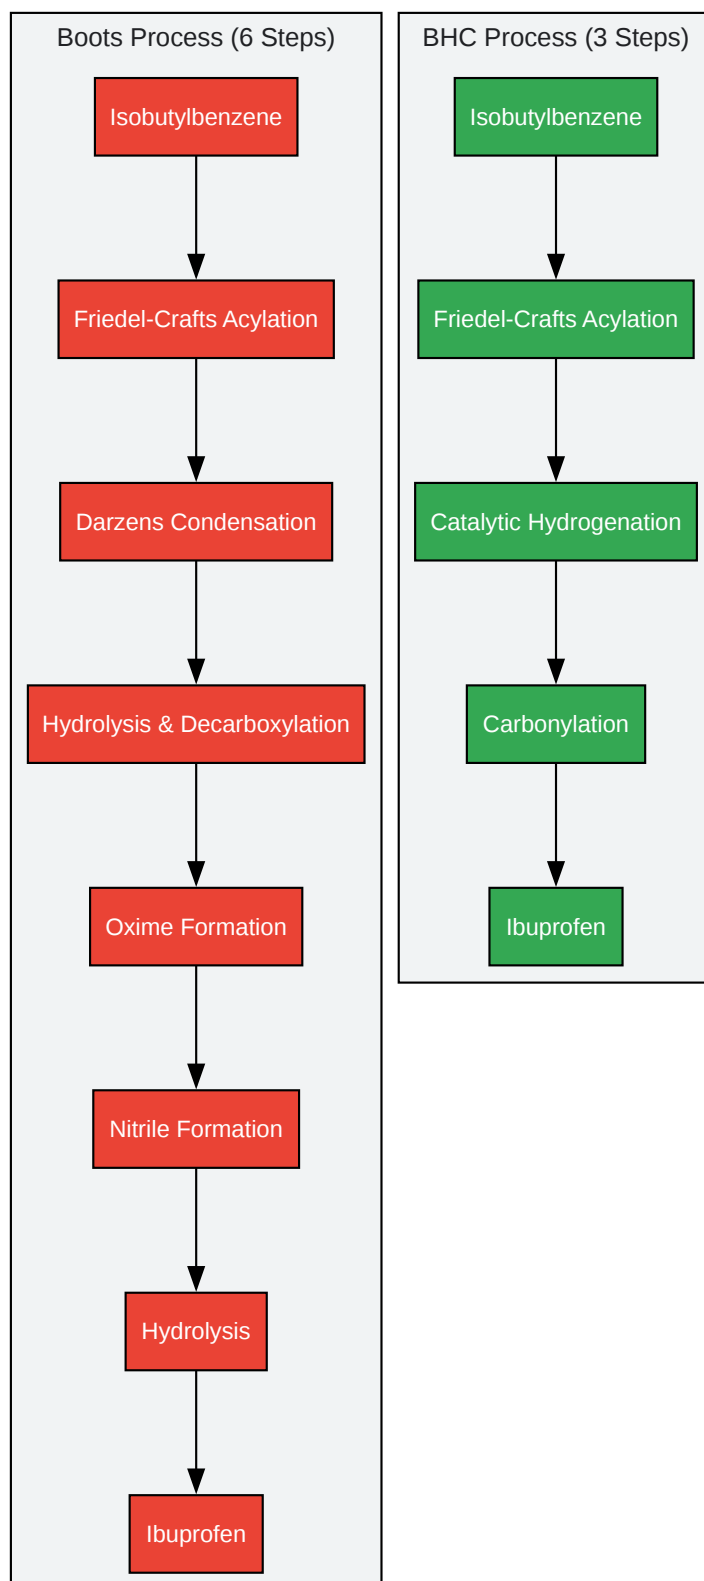 Boots Process (6 Steps)
Isobutylbenzene
Friedel-Crafts Acylation
Darzens Condensation
Hydrolysis & Decarboxylation
Oxime Formation
Nitrile Formation
Hydrolysis
Ibuprofen
BHC Process (3 Steps)
Isobutylbenzene
Friedel-Crafts Acylation
Catalytic Hydrogenation
Carbonylation
Ibuprofen